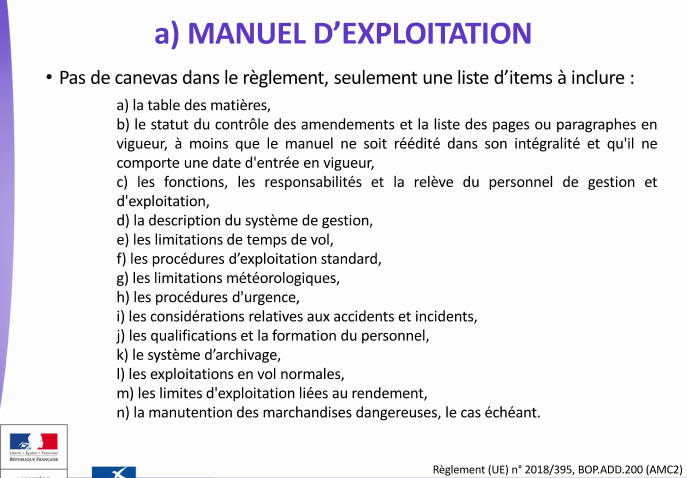 a) MANUEL D’EXPLOITATION
• Pas de canevas dans le règlement, seulement une liste d’items à inclure :
a) la table des matières,
b) le statut du contrôle des amendements et la liste des pages ou paragraphes en
vigueur, à moins que le manuel ne soit réédité dans son intégralité et qu'il ne
comporte une date d'entrée en vigueur,
c) les fonctions, les responsabilités et la relève du personnel de gestion et
d'exploitation,
d) la description du système de gestion,
e) les limitations de temps de vol,
f) les procédures d’exploitation standard,
g) les limitations météorologiques,
h) les procédures d'urgence,
i) les considérations relatives aux accidents et incidents,
j) les qualifications et la formation du personnel,
k) le système d’archivage,
l) les exploitations en vol normales,
m) les limites d'exploitation liées au rendement,
n) la manutention des marchandises dangereuses, le cas échéant.
Liberté • Égalité • Fraternité
RÉPUBLIQUE FRANÇAISE
Règlement (UE) n° 2018/395, BOP.ADD.200 (AMC2)